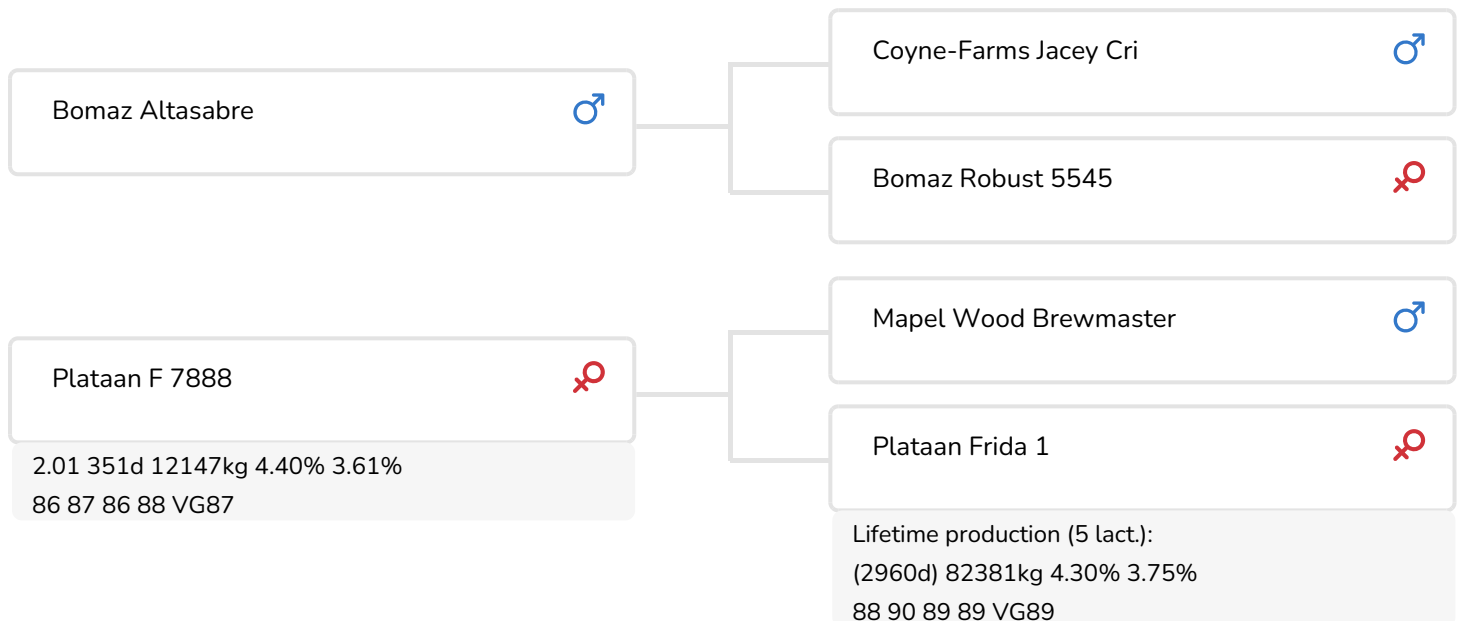 Coyne-Farms Jacey Cri
Bomaz Altasabre
Bomaz Robust 5545
Mapel Wood Brewmaster
Plataan F 7888
2.01 351d 12147kg 4.40% 3.61%
86 87 86 88 VG87
Plataan Frida 1
Lifetime production (5 lact.):
(2960d) 82381kg 4.30% 3.75%
88 90 89 89 VG89